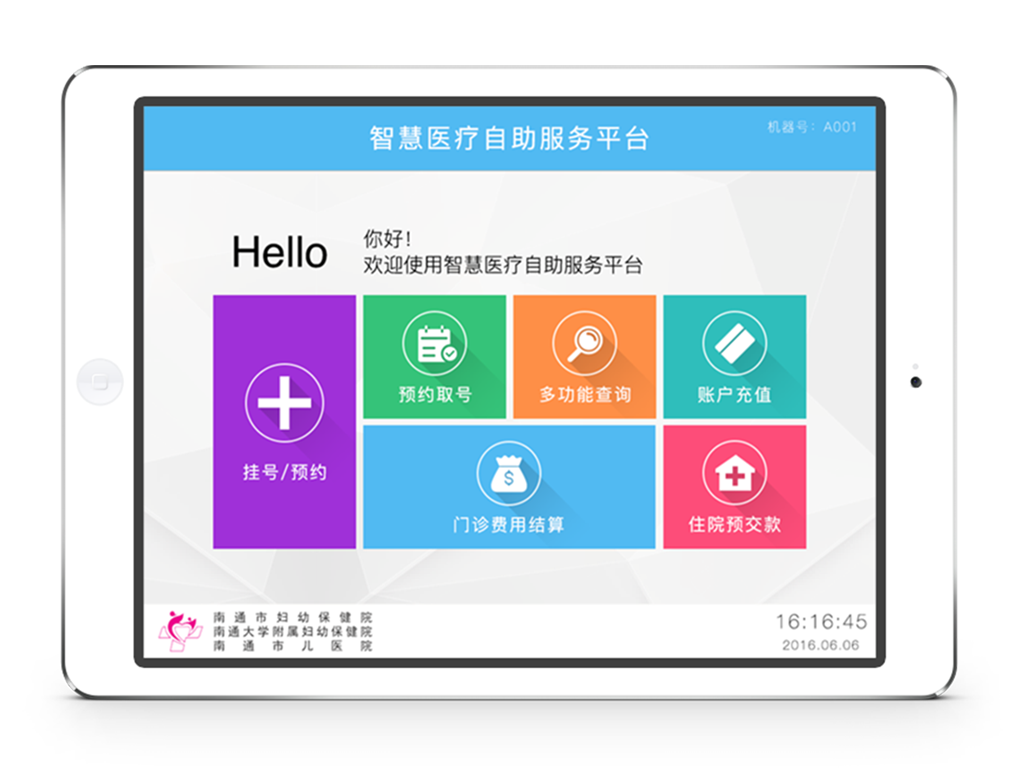 智慧医疗自助服务平台
机器号：A001
Hello
你好！
欢迎使用智慧医疗自助服务平台
挂号/预约
预约取号
多功能查询
账户充值
$
门诊费用结算
住院预交款
南通市妇幼保健院
南通大学附属妇幼保健院
南通市儿医院
16:16:45
2016.06.06